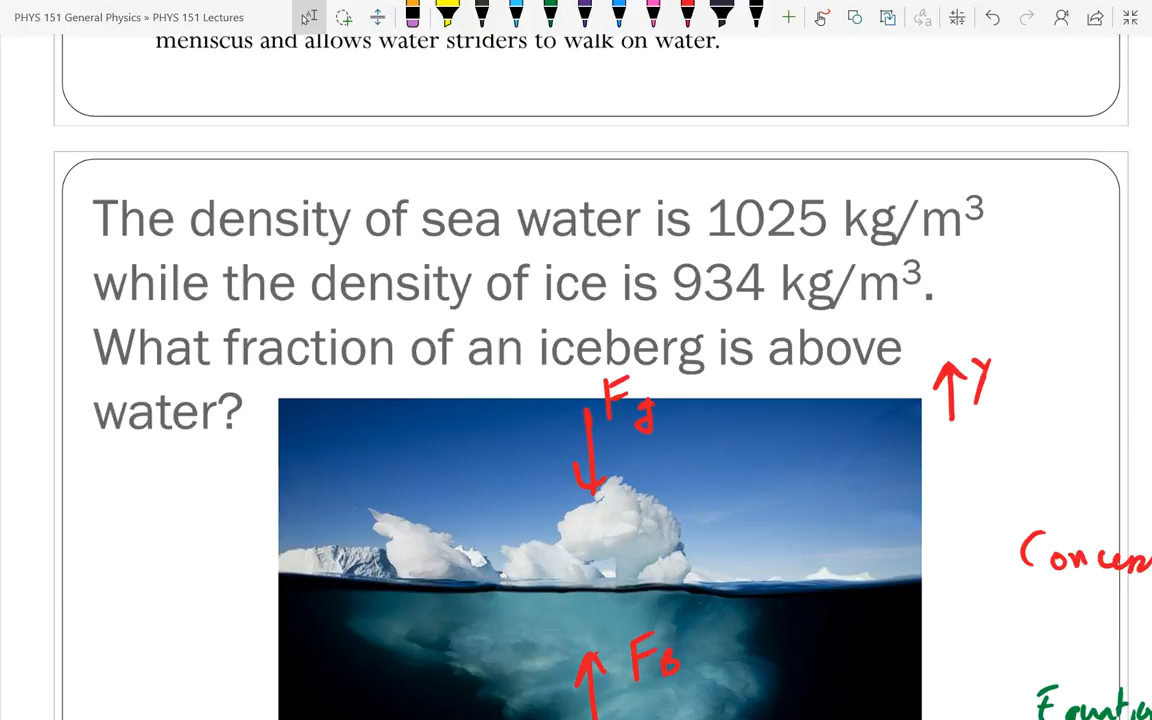 PHYS 151 General Physics » PHYS 151 Lectures
meniscus and allows water striders to walk on water.
The density of sea water is 1025 kg/m³
while the density of ice is 934 kg/m³.
What fraction of an iceberg is above
water?
Fg
y
FB